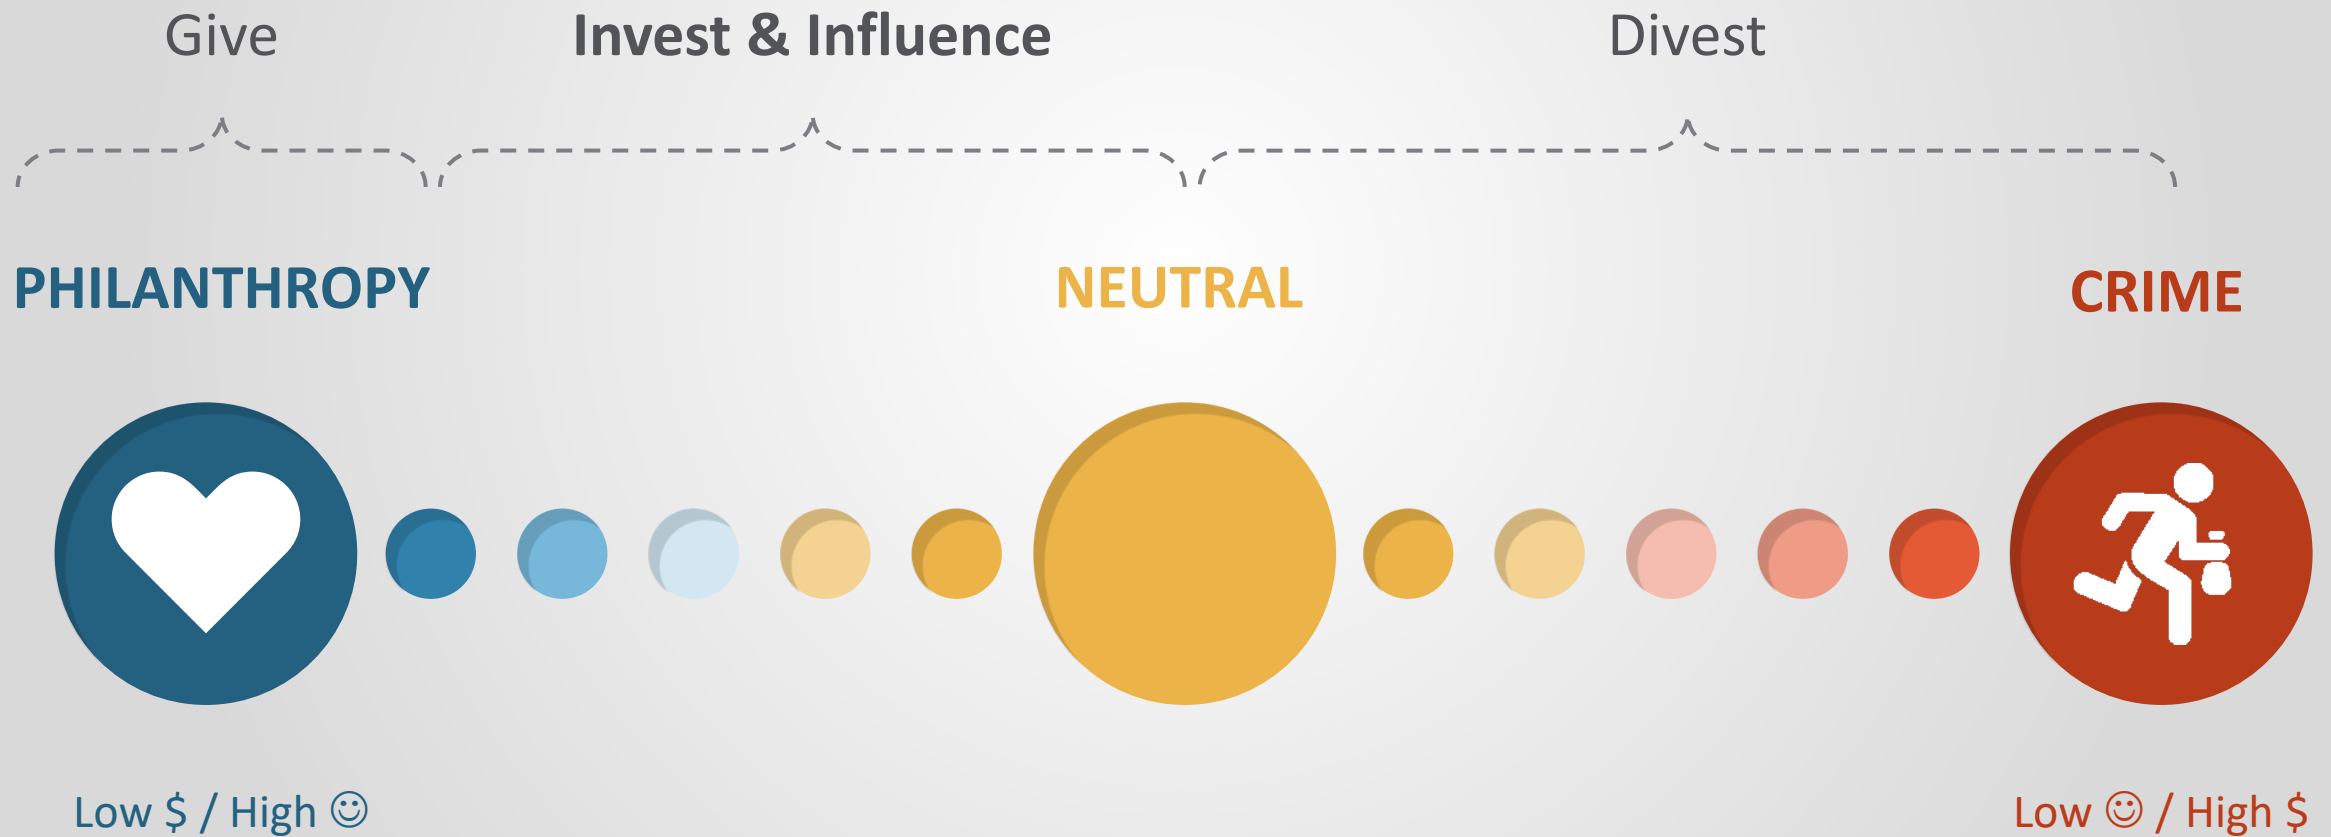 Give
Invest & Influence
Divest
PHILANTHROPY
NEUTRAL
CRIME
Low $ / High ☺
Low ☺ / High $